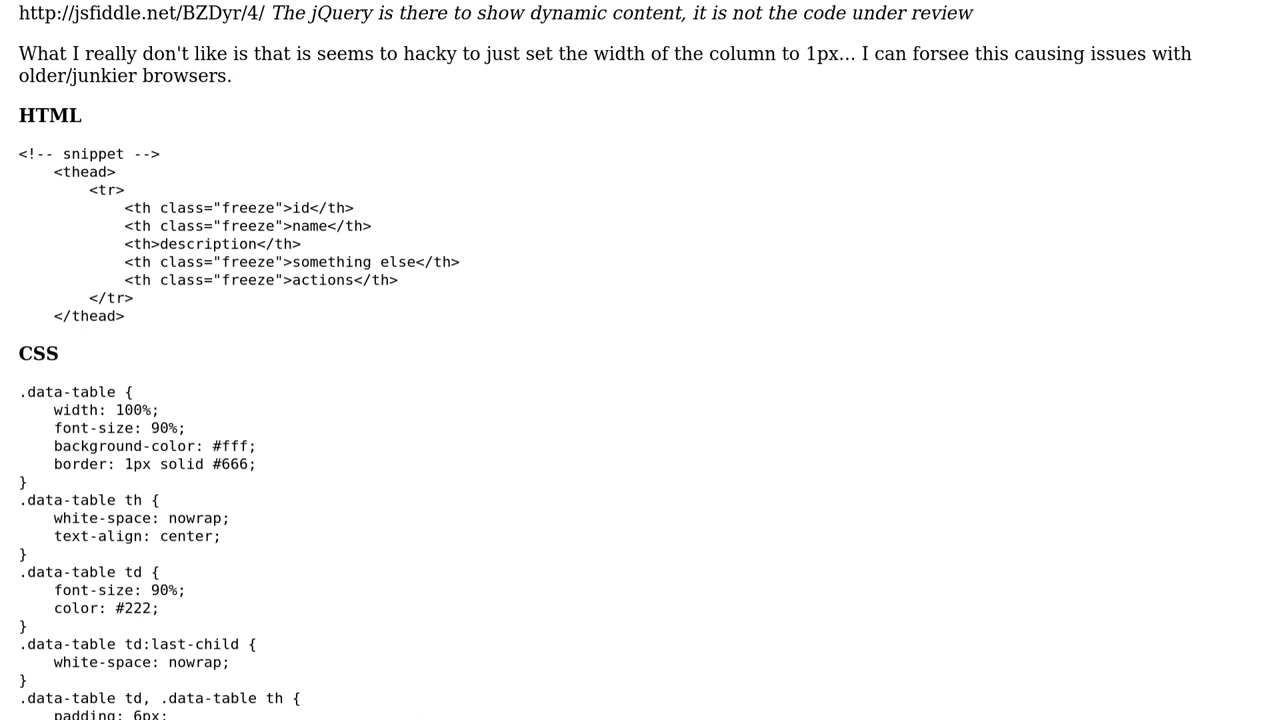 http://jsfiddle.net/BZDyr/4/ The jQuery is there to show dynamic content, it is not the code under review
What I really don't like is that is seems to hacky to just set the width of the column to 1px... I can forsee this causing issues with
older/junkier browsers.
HTML
<!-- snippet -->
    <thead>
        <tr>
            <th class="freeze">id</th>
            <th class="freeze">name</th>
            <th>description</th>
            <th class="freeze">something else</th>
            <th class="freeze">actions</th>
        </tr>
    </thead>
CSS
.data-table {
    width: 100%;
    font-size: 90%;
    background-color: #fff;
    border: 1px solid #666;
}
.data-table th {
    white-space: nowrap;
    text-align: center;
}
.data-table td {
    font-size: 90%;
    color: #222;
}
.data-table td:last-child {
    white-space: nowrap;
}
.data-table td, .data-table th {
    padding: 6px;